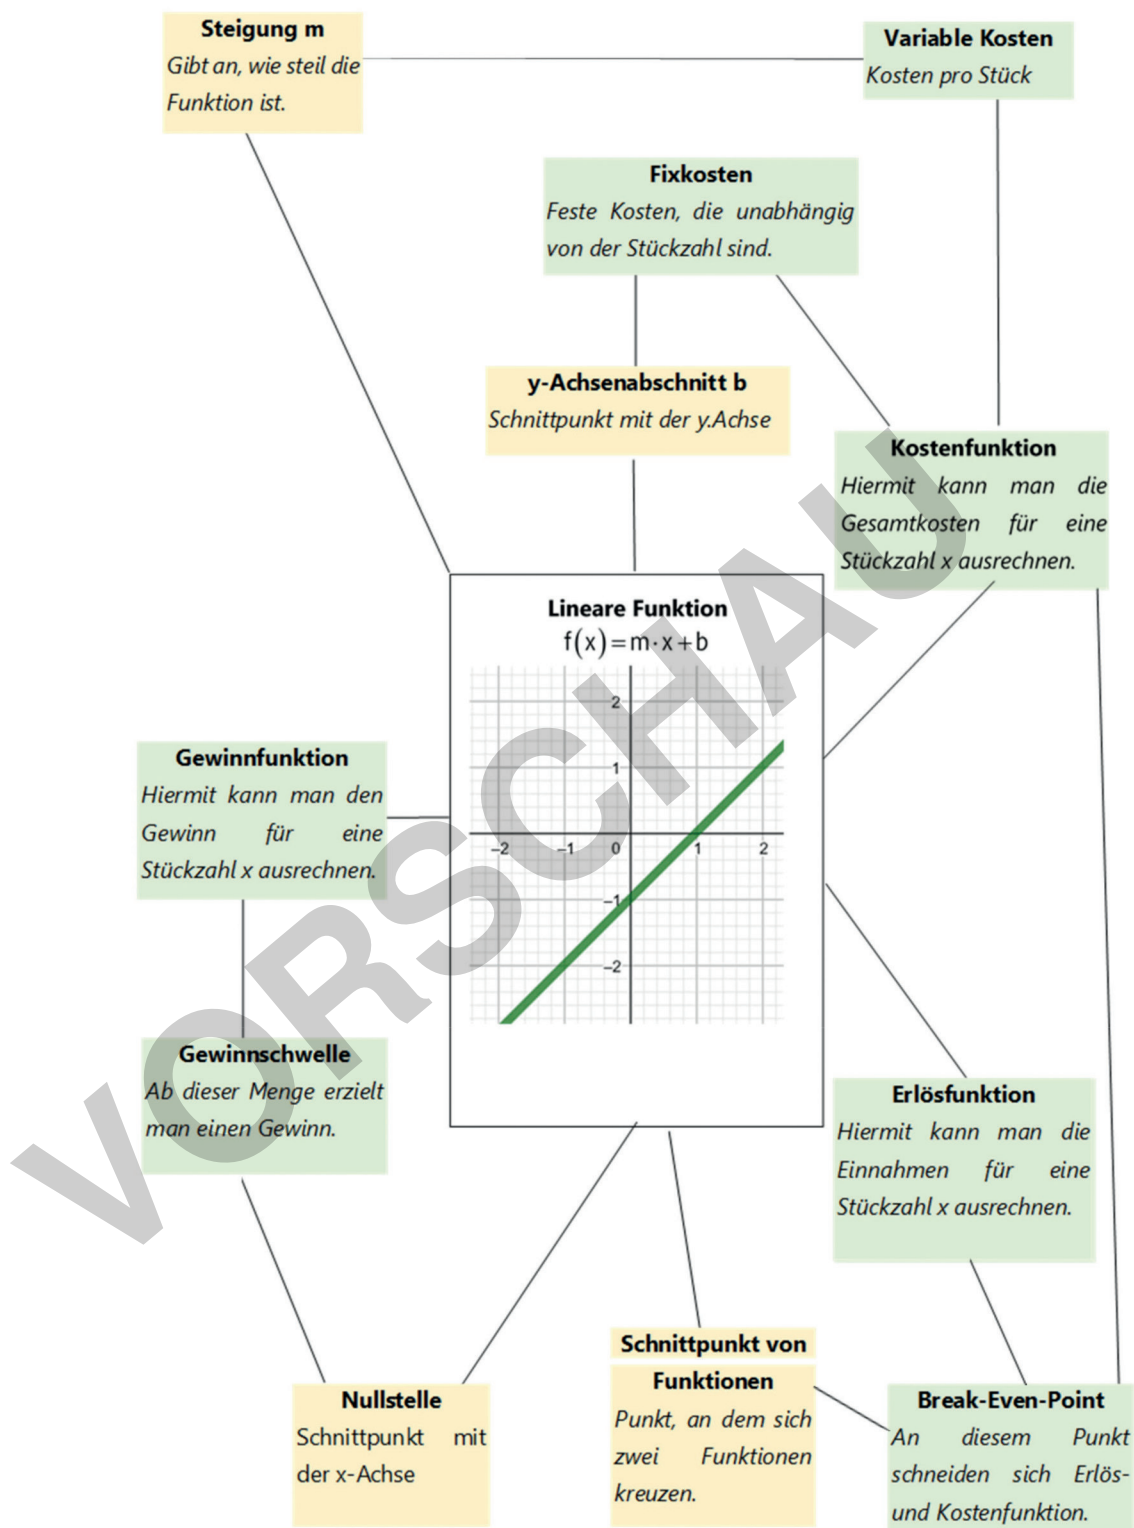 Steigung m
Gibt an, wie steil die
Funktion ist.
Variable Kosten
Kosten pro Stück
Fixkosten
Feste Kosten, die unabhängig
von der Stückzahl sind.
y-Achsenabschnitt b
Schnittpunkt mit der y.Achse
Kostenfunktion
Hiermit kann man die
Gesamtkosten für eine
Stückzahl x ausrechnen.
Lineare Funktion
f(x)=m·x+b
2
1
−2 −1 0 1 2
−1
−2
Gewinnfunktion
Hiermit kann man den
Gewinn für eine
Stückzahl x ausrechnen.
Gewinnschwelle
Ab dieser Menge erzielt
man einen Gewinn.
Erlösfunktion
Hiermit kann man die
Einnahmen für eine
Stückzahl x ausrechnen.
Nullstelle
Schnittpunkt mit
der x-Achse
Schnittpunkt von
Funktionen
Punkt, an dem sich
zwei Funktionen
kreuzen.
Break-Even-Point
An diesem Punkt
schneiden sich Erlös-
und Kostenfunktion.
VORSCHAU